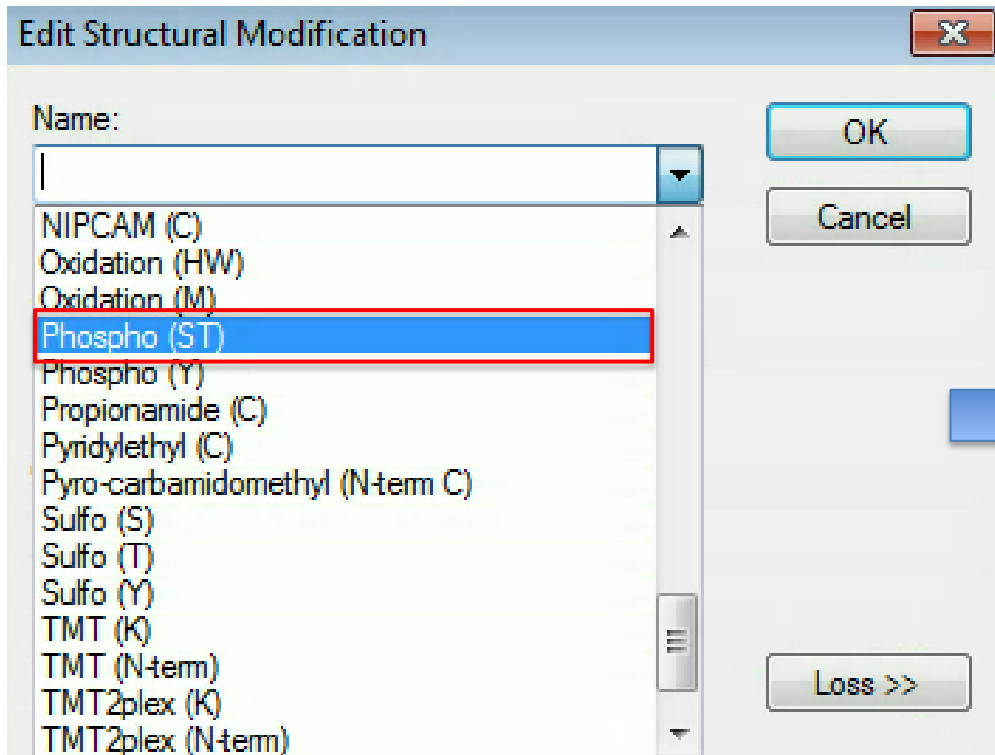 Edit Structural Modification
Name:
OK
Cancel
NIPCAM (C)
Oxidation (HW)
Oxidation (M)
Phospho (ST)
Phospho (Y)
Propionamide (C)
Pyridylethyl (C)
Pyro-carbamidomethyl (N-term C)
Sulfo (S)
Sulfo (T)
Sulfo (Y)
TMT (K)
TMT (N-term)
TMT2plex (K)
TMT2plex (N-term)
Loss >>